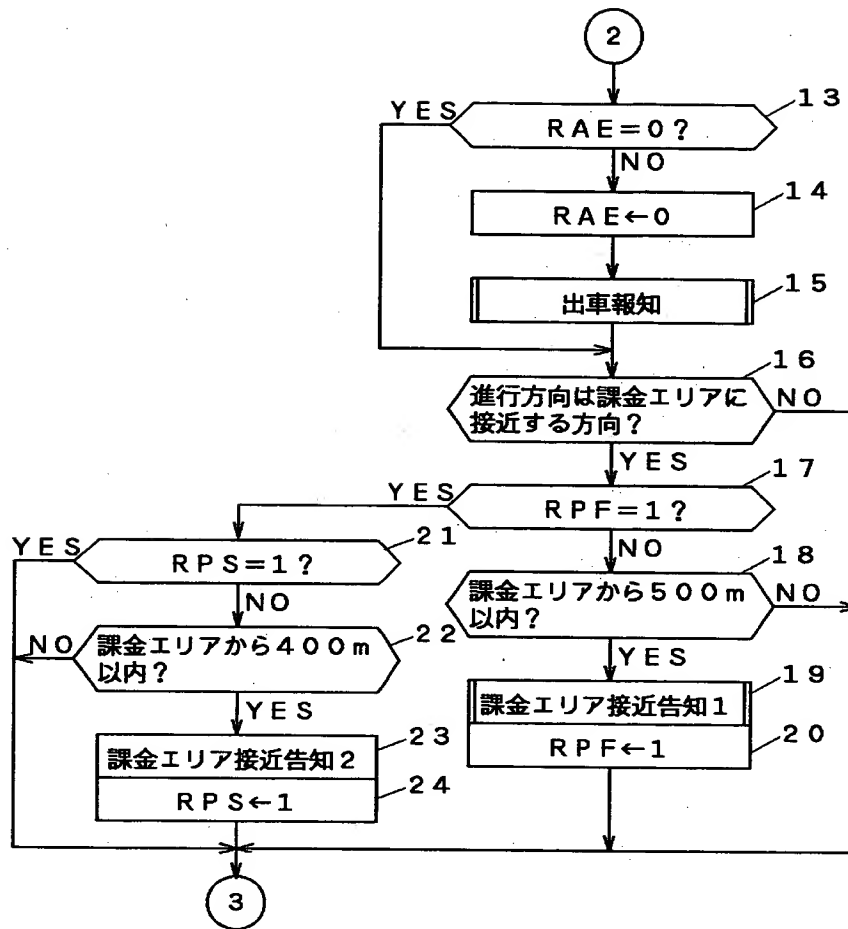 2
13
YES
RAE=0?
NO
14
RAE←0
15
出車報知
16
進行方向は課金エリアに
接近する方向?
NO
YES
17
YES
RPF=1?
NO
21
YES
RPS=1?
NO
18
課金エリアから500m
以内?
NO
YES
22
NO
課金エリアから400m
以内?
YES
19
課金エリア接近告知1
20
RPF←1
23
課金エリア接近告知2
24
RPS←1
3